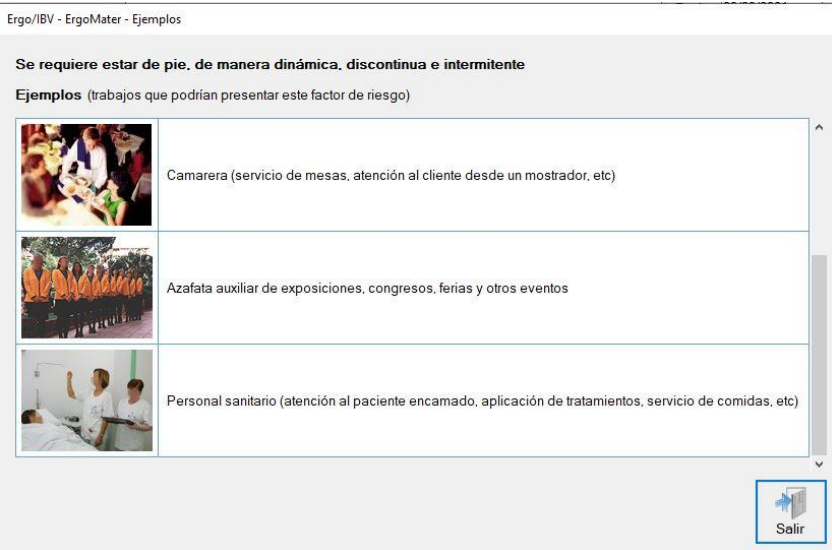 Ergo/IBV - ErgoMater - Ejemplos
Se requiere estar de pie, de manera dinámica, discontinua e intermitente
Ejemplos (trabajos que podrían presentar este factor de riesgo)
Camarera (servicio de mesas, atención al cliente desde un mostrador, etc)
Azafata auxiliar de exposiciones, congresos, ferias y otros eventos
Personal sanitario (atención al paciente encamado, aplicación de tratamientos, servicio de comidas, etc)
Salir